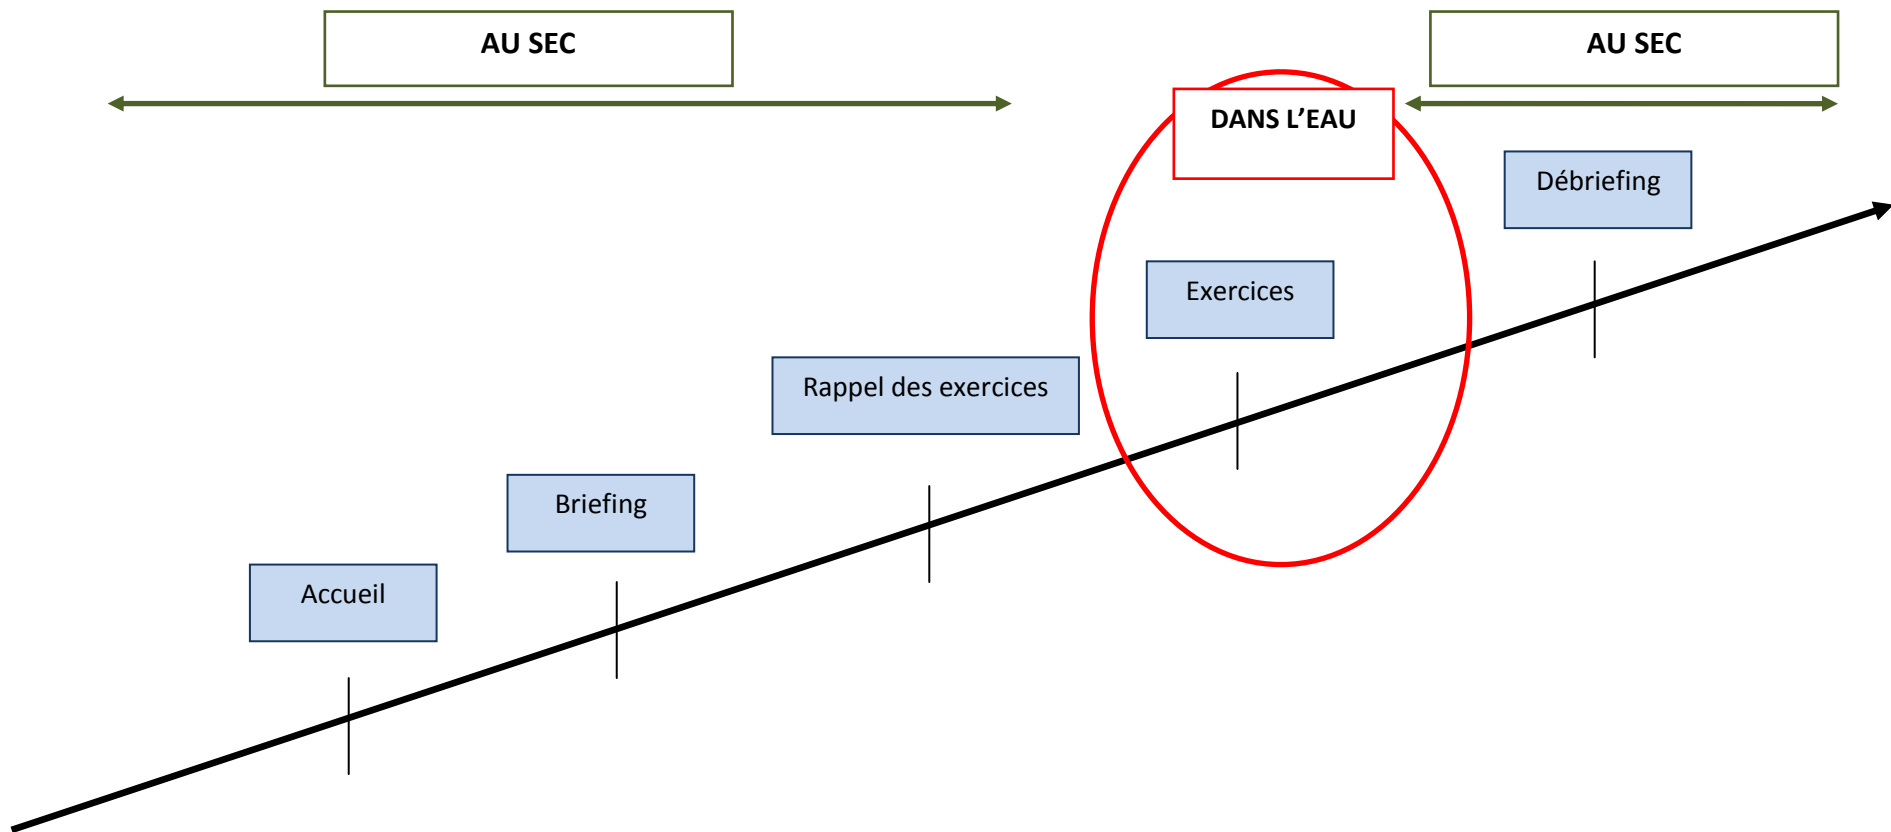 AU SEC
AU SEC
DANS L’EAU
Débriefing
Exercices
Rappel des exercices
Briefing
Accueil